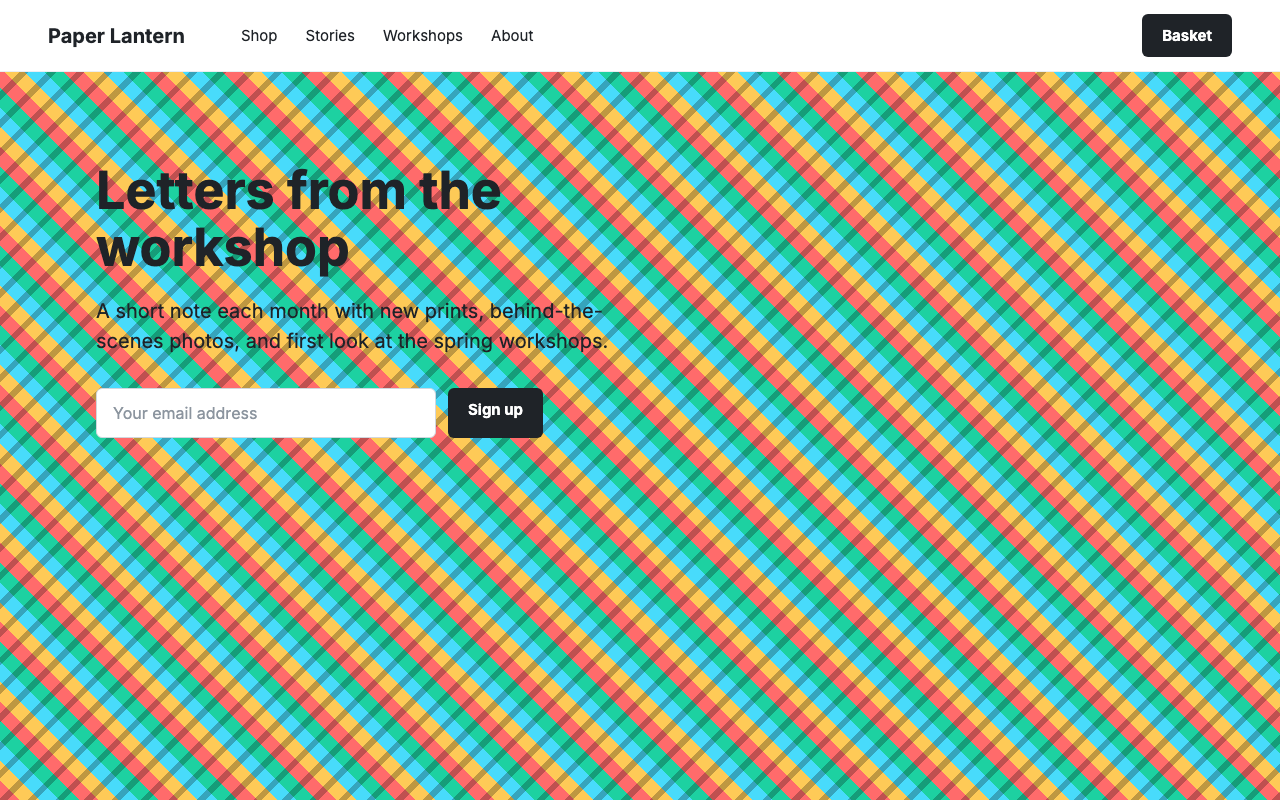 Paper Lantern
Shop
Stories
Workshops
About
Basket
Letters from the
workshop
A short note each month with new prints, behind-the-
scenes photos, and first look at the spring workshops.
Your email address
Sign up